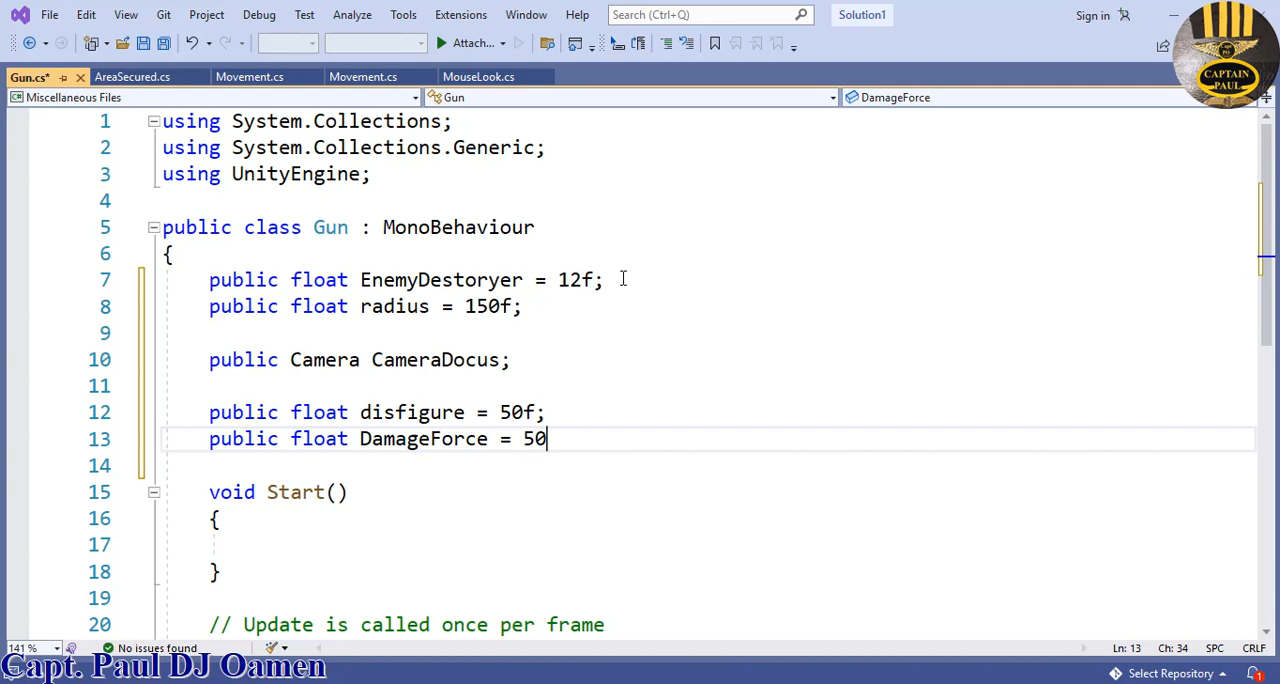 File Edit View Git Project Debug Test Analyze Tools Extensions Window Help Search (Ctrl+Q) Solution1 Sign in
Attach...
Gun.cs* AreaSecured.cs Movement.cs Movement.cs MouseLook.cs
Miscellaneous Files Gun DamageForce
CAPTAIN
PAUL
1 using System.Collections;
2 using System.Collections.Generic;
3 using UnityEngine;
4
5 public class Gun : MonoBehaviour
6 {
7 public float EnemyDestoryer = 12f;
8 public float radius = 150f;
9
10 public Camera CameraDocus;
11
12 public float disfigure = 50f;
13 public float DamageForce = 50
14
15 void Start()
16 {
17
18 }
19
20 // Update is called once per frame
141 % No issues found Ln: 13 Ch: 34 SPC CRLF
Capt. Paul DJ Oamen
Select Repository 1